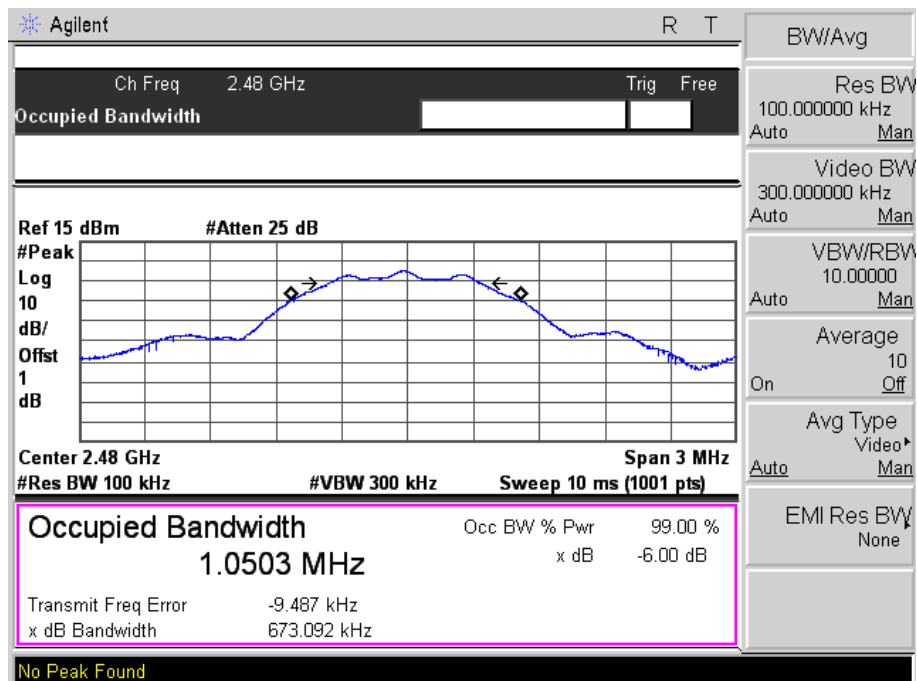 Agilent R T
Ch Freq 2.48 GHz Trig Free
Occupied Bandwidth
Ref 15 dBm #Atten 25 dB
#Peak
Log
10
dB/
Offst
1
dB
Center 2.48 GHz Span 3 MHz
#Res BW 100 kHz #VBW 300 kHz Sweep 10 ms (1001 pts)
Occupied Bandwidth
1.0503 MHz
Occ BW % Pwr 99.00 %
x dB -6.00 dB
Transmit Freq Error -9.487 kHz
x dB Bandwidth 673.092 kHz
No Peak Found
BW/Avg
Res BW
100.000000 kHz
Auto Man
Video BW
300.000000 kHz
Auto Man
VBW/RBW
10.00000
Auto Man
Average
10
On Off
Avg Type
Video
Auto Man
EMI Res BW
None